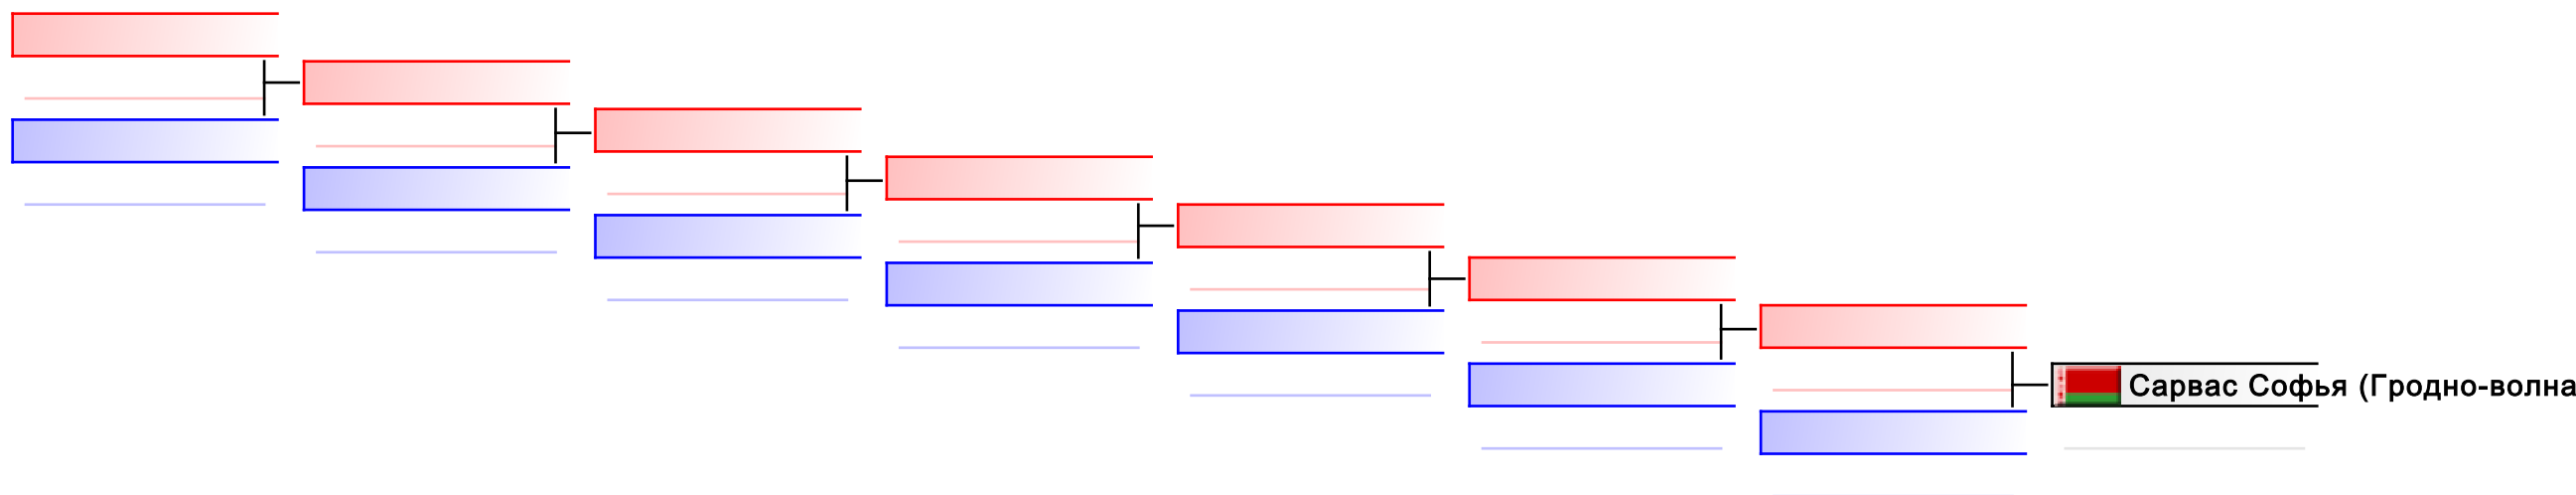 Сарвас Софья (Гродно-волна